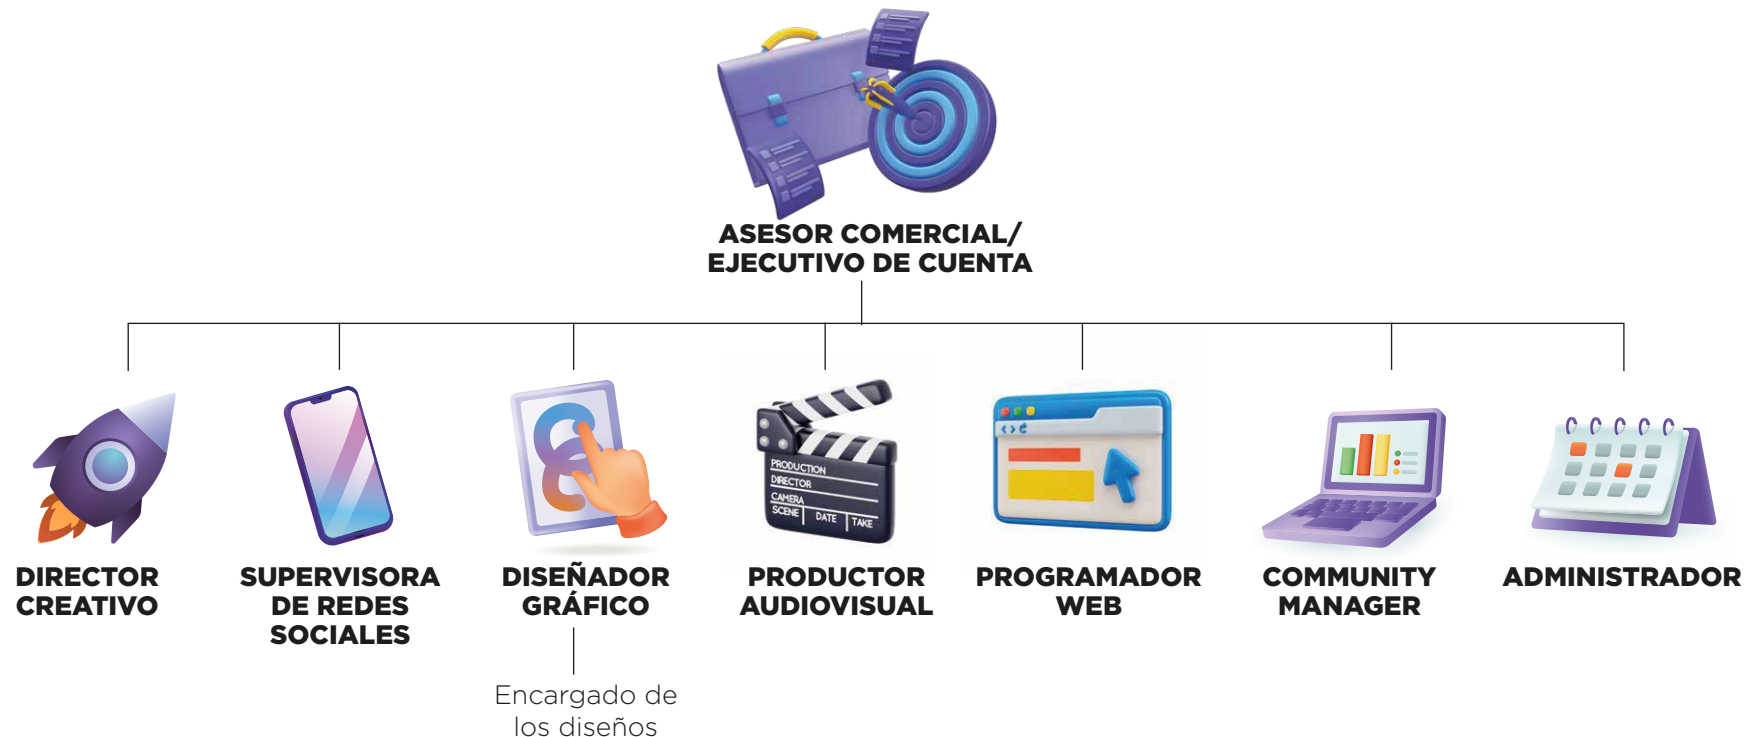 ASESOR COMERCIAL/
EJECUTIVO DE CUENTA
PRODUCTION
DIRECTOR
CAMERA
SCENE DATE TAKE
DIRECTOR
CREATIVO
SUPERVISORA
DE REDES
SOCIALES
DISEÑADOR
GRÁFICO
PRODUCTOR
AUDIOVISUAL
PROGRAMADOR
WEB
COMMUNITY
MANAGER
ADMINISTRADOR
Encargado de
los diseños